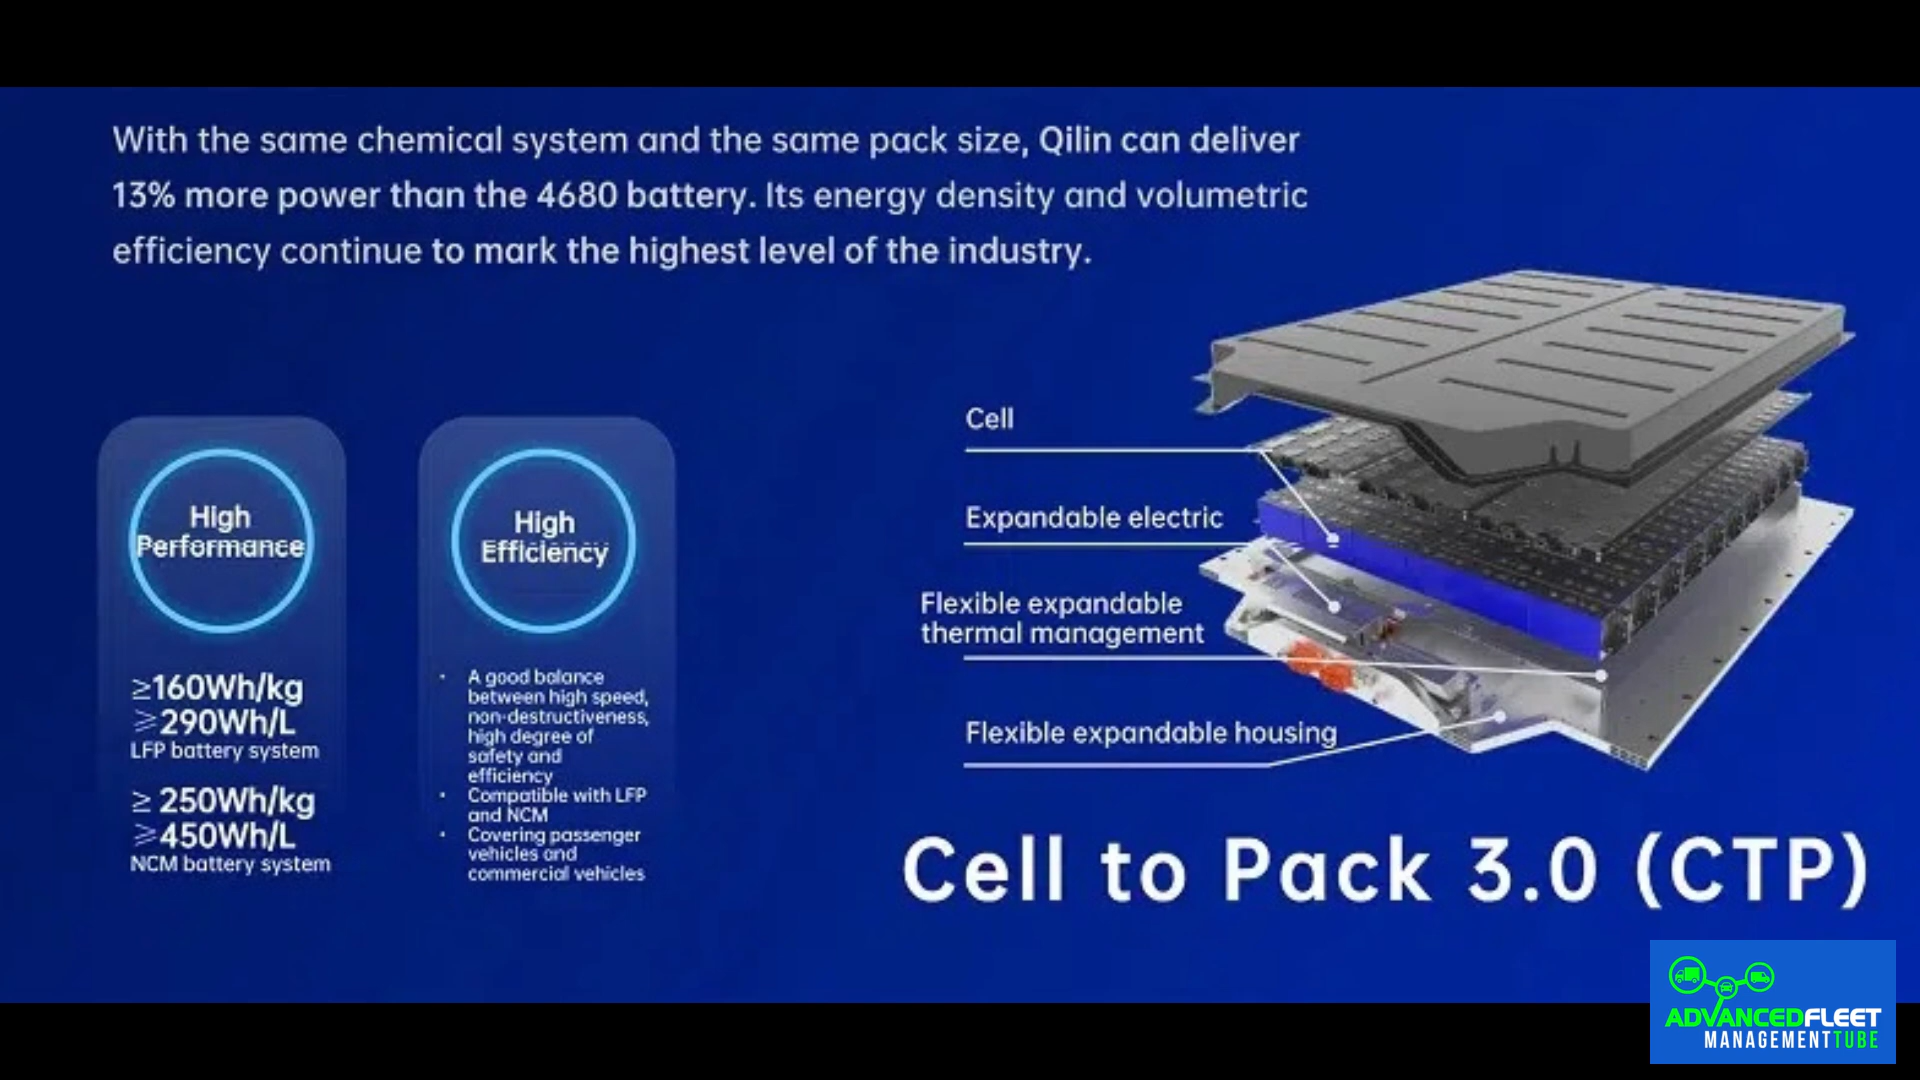 With the same chemical system and the same pack size, Qilin can deliver
13% more power than the 4680 battery. Its energy density and volumetric
efficiency continue to mark the highest level of the industry.
High
Performance
≥160Wh/kg
≥290Wh/L
LFP battery system
≥ 250Wh/kg
≥450Wh/L
NCM battery system
High
Efficiency
• A good balance
between high speed,
non-destructiveness,
high degree of
safety and
efficiency
• Compatible with LFP
and NCM
• Covering passenger
vehicles and
commercial vehicles
Cell
Expandable electric
Flexible expandable
thermal management
Flexible expandable housing
Cell to Pack 3.0 (CTP)
ADVANCEDFLEET
MANAGEMENTTUBE